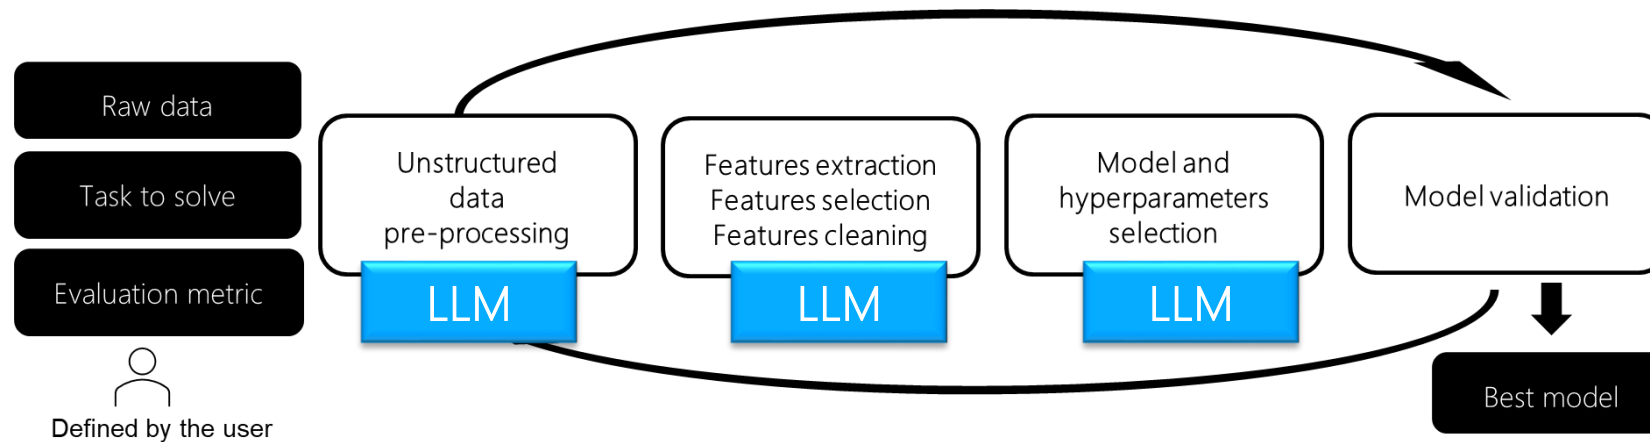 Raw data
Task to solve
Evaluation metric
Defined by the user
Unstructured
data
pre-processing
LLM
Features extraction
Features selection
Features cleaning
LLM
Model and
hyperparameters
selection
LLM
Model validation
Best model